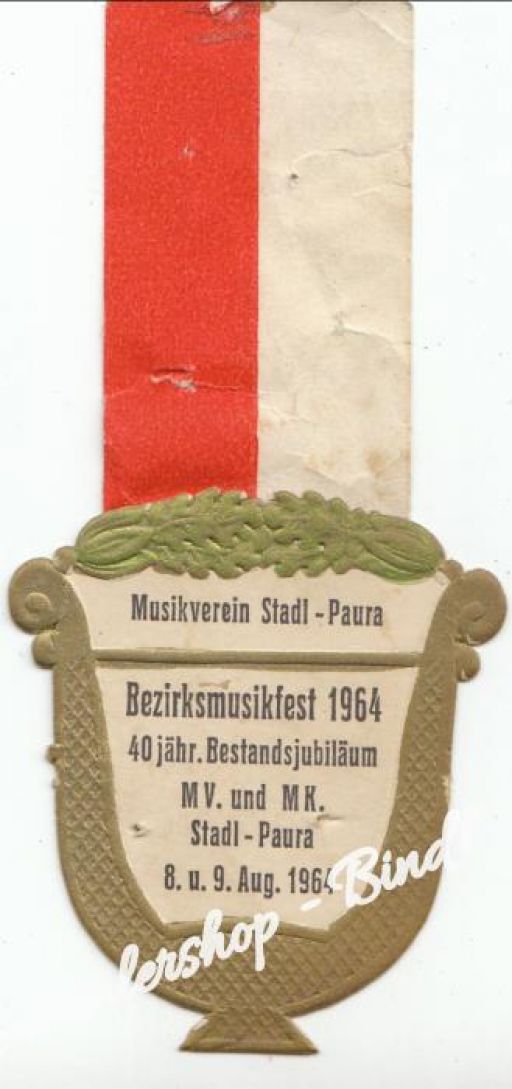 Musikverein Stadl-Paura
Bezirksmusikfest 1964
40 jähr. Bestandsjubiläum
MV. und MK.
Stadl-Paura
8. u. 9. Aug. 1964
lershop - Bind